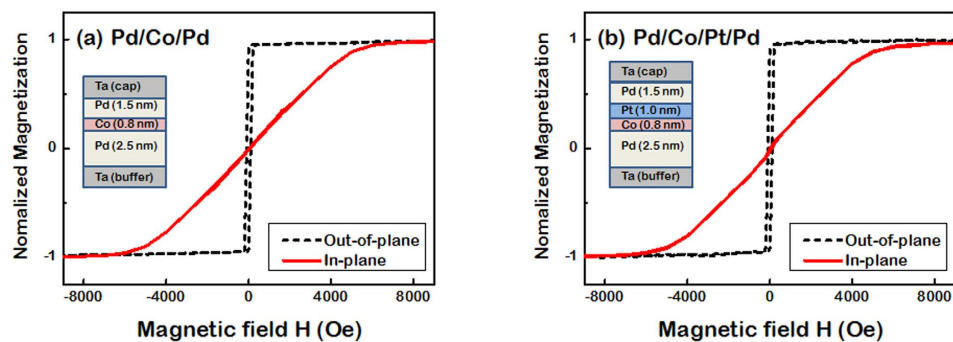 (a) Pd/Co/Pd
Normalized Magnetization
1
0
-1
Ta (cap)
Pd (1.5 nm)
Co (0.8 nm)
Pd (2.5 nm)
Ta (buffer)
Out-of-plane
In-plane
-8000 -4000 0 4000 8000
Magnetic field H (Oe)
(b) Pd/Co/Pt/Pd
Normalized Magnetization
1
0
-1
Ta (cap)
Pd (1.5 nm)
Pt (1.0 nm)
Co (0.8 nm)
Pd (2.5 nm)
Ta (buffer)
Out-of-plane
In-plane
-8000 -4000 0 4000 8000
Magnetic field H (Oe)